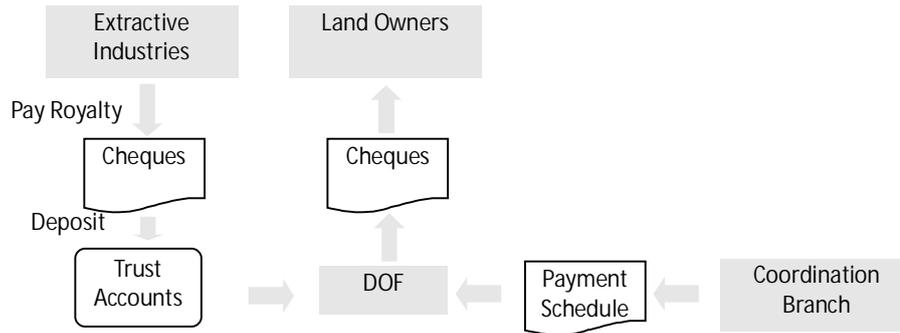 Extractive
Industries
Land Owners
Pay Royalty
Cheques
Cheques
Deposit
Trust
Accounts
DOF
Payment
Schedule
Coordination
Branch